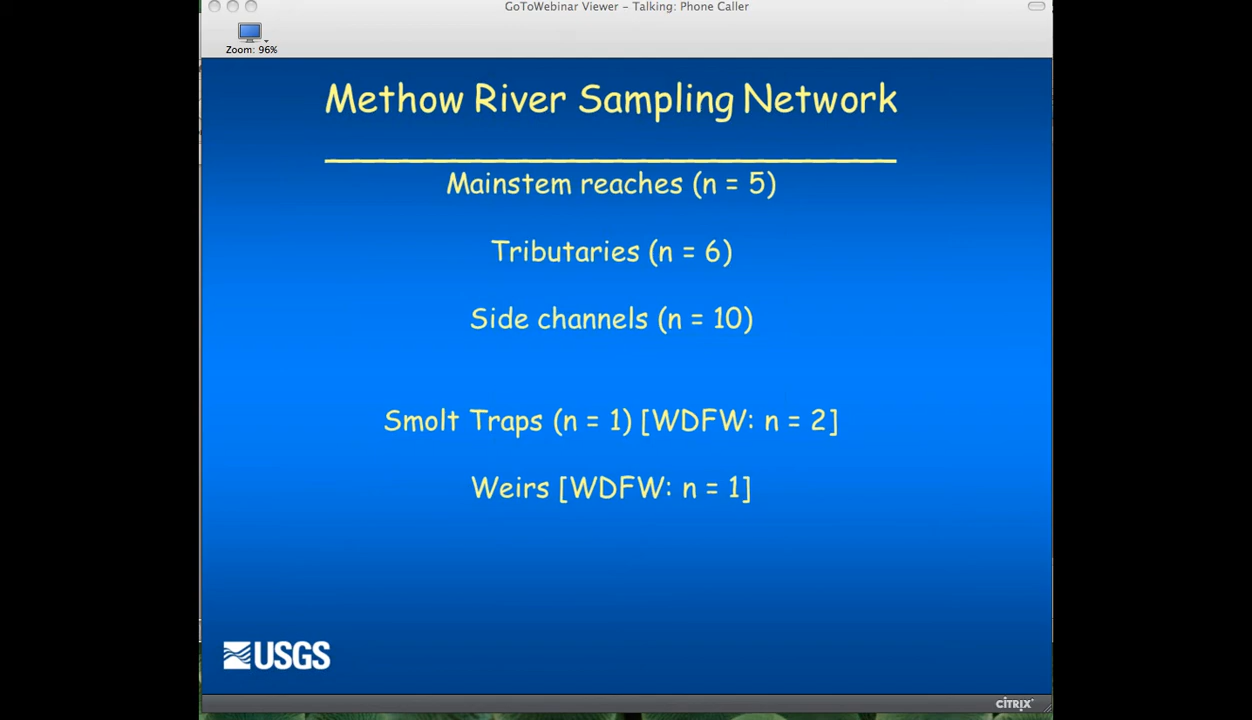 GoToWebinar Viewer – Talking: Phone Caller
Zoom: 96%
Methow River Sampling Network
Mainstem reaches (n = 5)
Tributaries (n = 6)
Side channels (n = 10)
Smolt Traps (n = 1) [WDFW: n = 2]
Weirs [WDFW: n = 1]
USGS
CITRIX